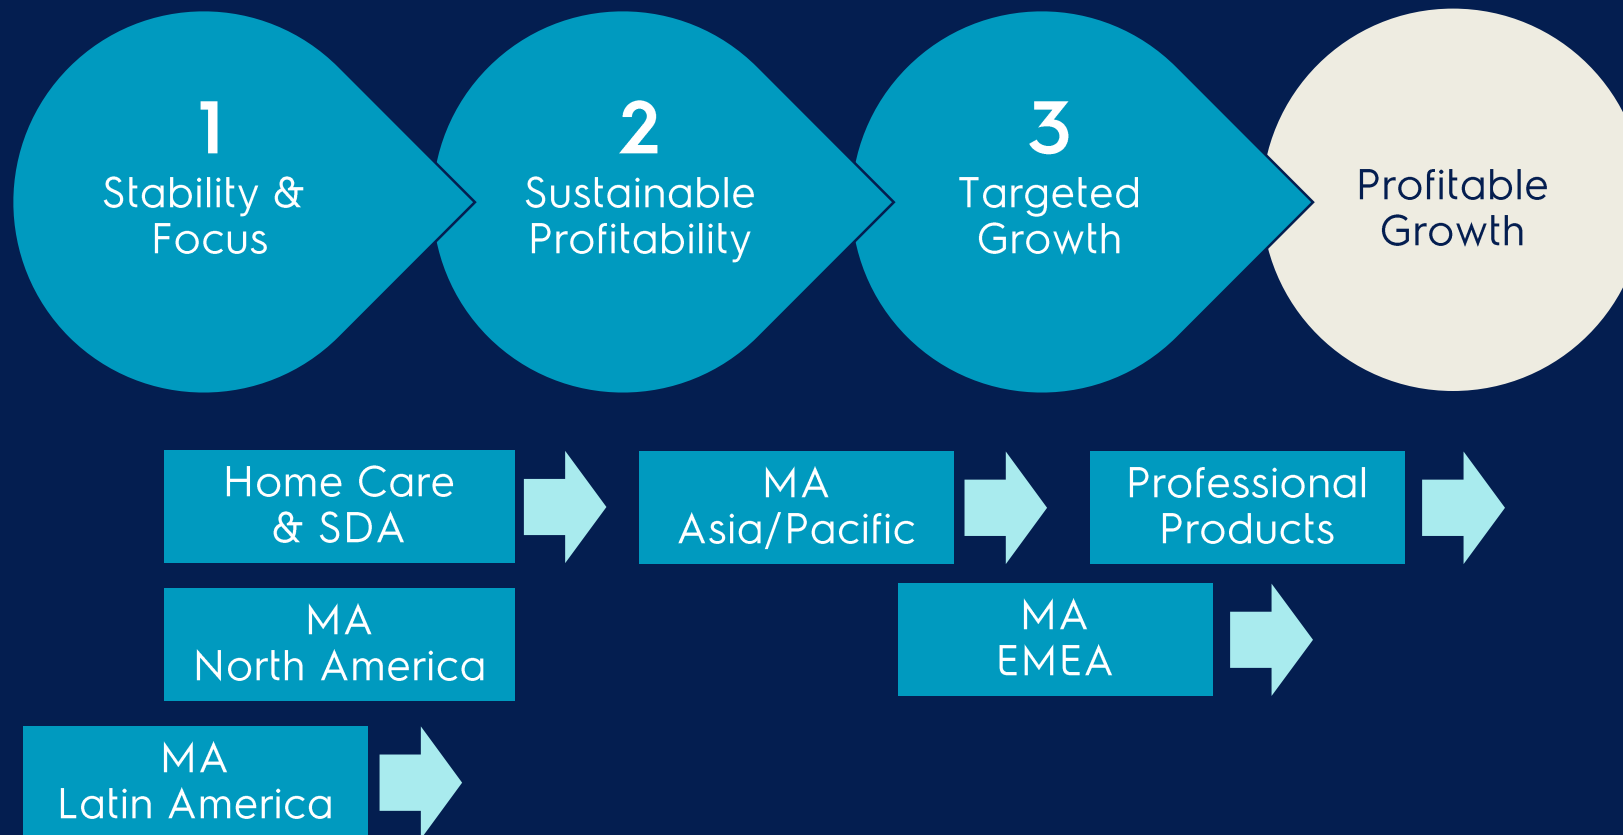 1
Stability &
Focus
2
Sustainable
Profitability
3
Targeted
Growth
Profitable
Growth
Home Care
& SDA
MA
Asia/Pacific
Professional
Products
MA
North America
MA
EMEA
MA
Latin America